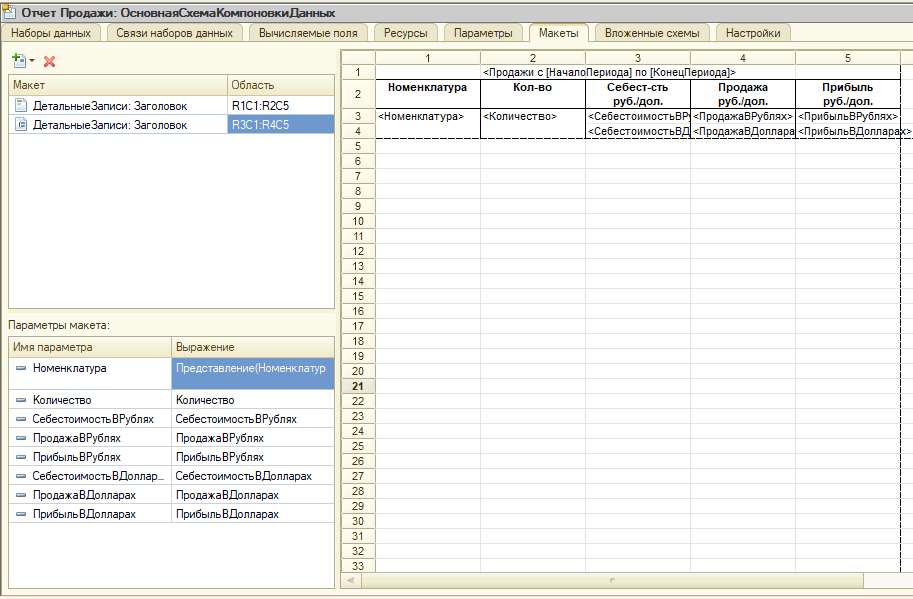 Отчет Продажи: ОсновнаяСхемаКомпоновкиДанных
Наборы данных Связи наборов данных Вычисляемые поля Ресурсы Параметры Макеты Вложенные схемы Настройки
Макет Область
ДетальныеЗаписи: Заголовок R1C1:R2C5
ДетальныеЗаписи: Заголовок R3C1:R4C5
Параметры макета:
Имя параметра Выражение
Номенклатура Представление(Номенклатур
Количество Количество
СебестоимостьВРублях СебестоимостьВРублях
ПродажаВРублях ПродажаВРублях
ПрибыльВРублях ПрибыльВРублях
СебестоимостьВДоллар... СебестоимостьВДолларах
ПродажаВДолларах ПродажаВДолларах
ПрибыльВДолларах ПрибыльВДолларах
1 2 3 4 5
1 <Продажи с [НачалоПериода] по [КонецПериода]>
2 Номенклатура Кол-во Себест-сть Продажа Прибыль
руб./дол. руб./дол. руб./дол.
3 <Номенклатура> <Количество> <СебестоимостьВР <ПродажаВРублях> <ПрибыльВРублях>
4 <СебестоимостьВД <ПродажаВДоллара <ПрибыльВДолларах>
5
6
7
8
9
10
11
12
13
14
15
16
17
18
19
20
21
22
23
24
25
26
27
28
29
30
31
32
33